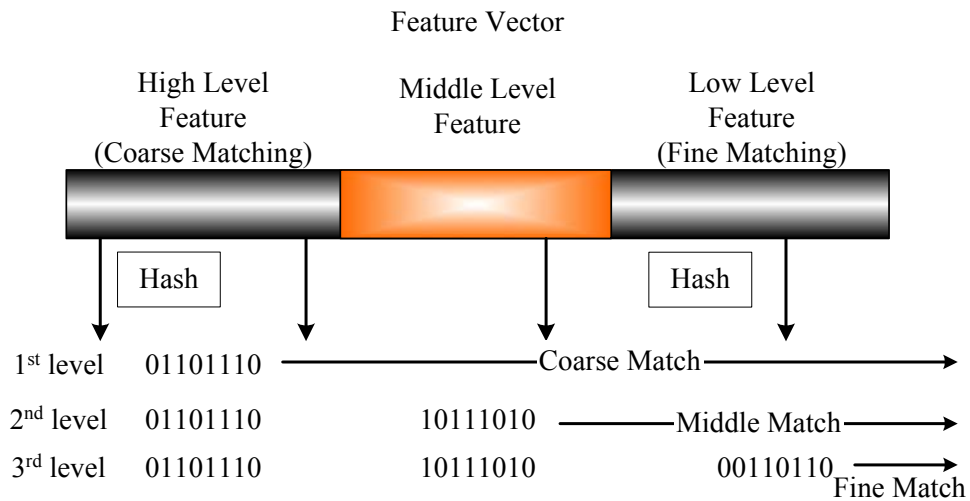 Feature Vector
High Level
Feature
(Coarse Matching)
Middle Level
Feature
Low Level
Feature
(Fine Matching)
Hash
Hash
1st level 01101110 Coarse Match
2nd level 01101110 10111010 Middle Match
3rd level 01101110 10111010 00110110
Fine Match